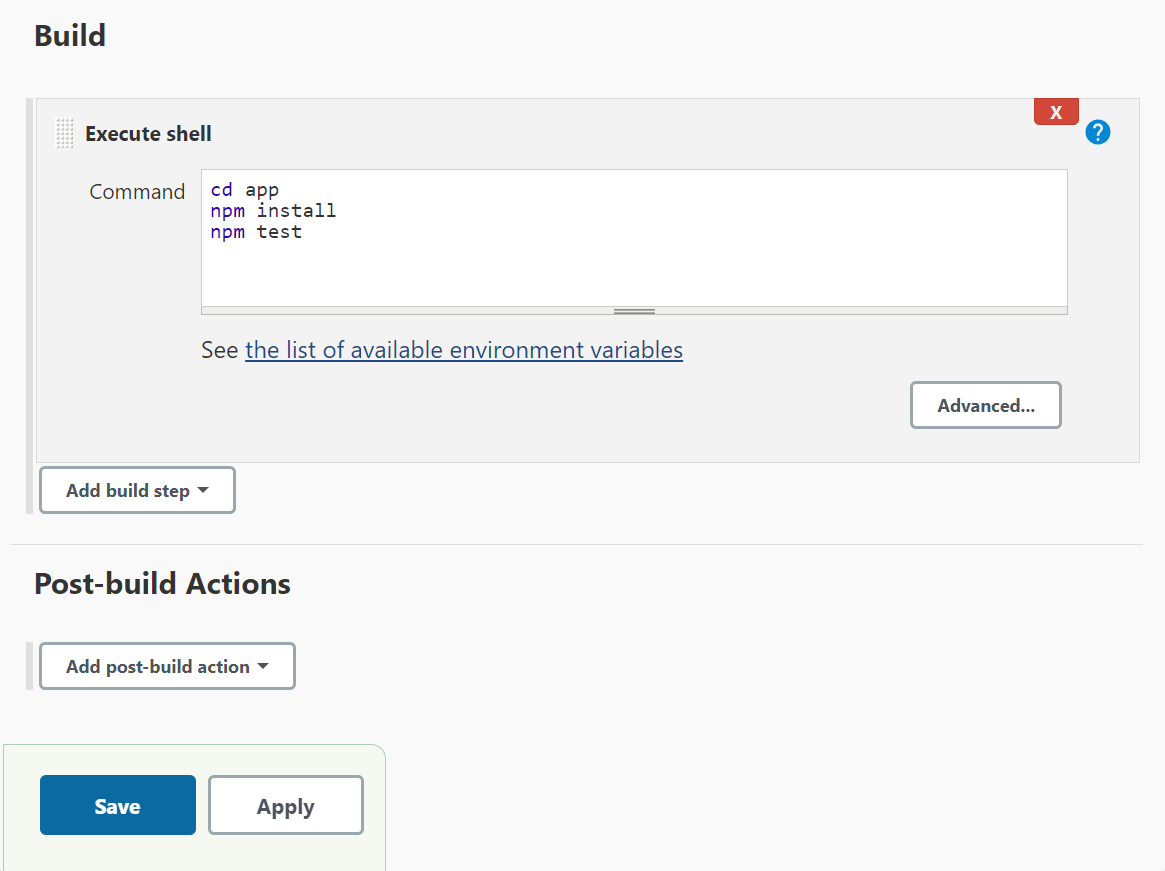 Build
X
Execute shell
?
Command
cd app
npm install
npm test
See the list of available environment variables
Advanced...
Add build step
Post-build Actions
Add post-build action
Save Apply